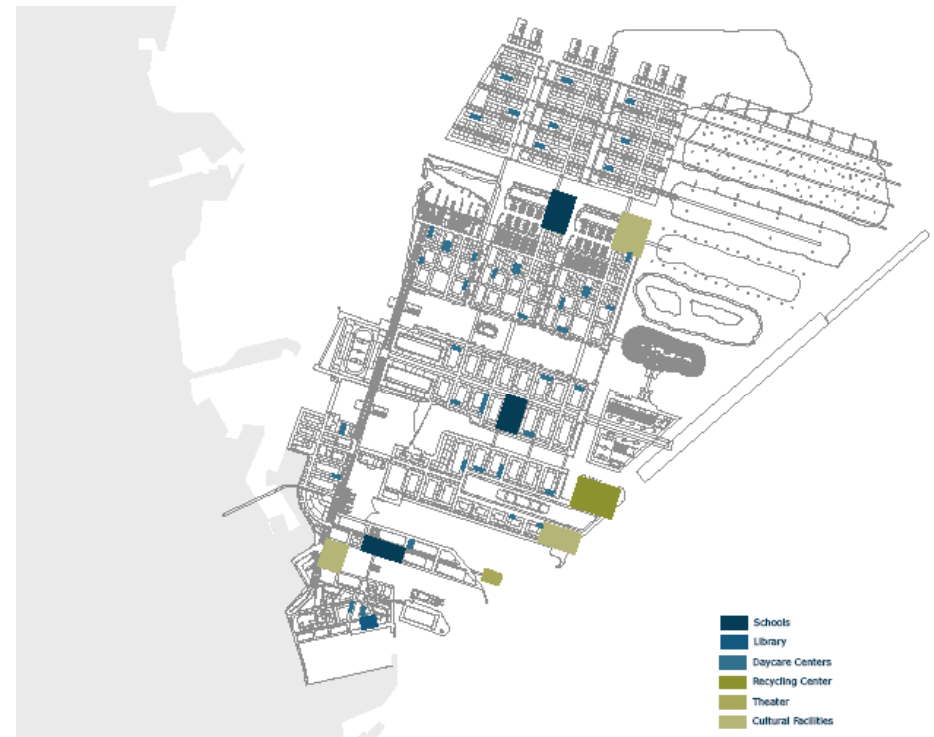 Schools
Library
Daycare Centers
Recycling Center
Theater
Cultural Facilities